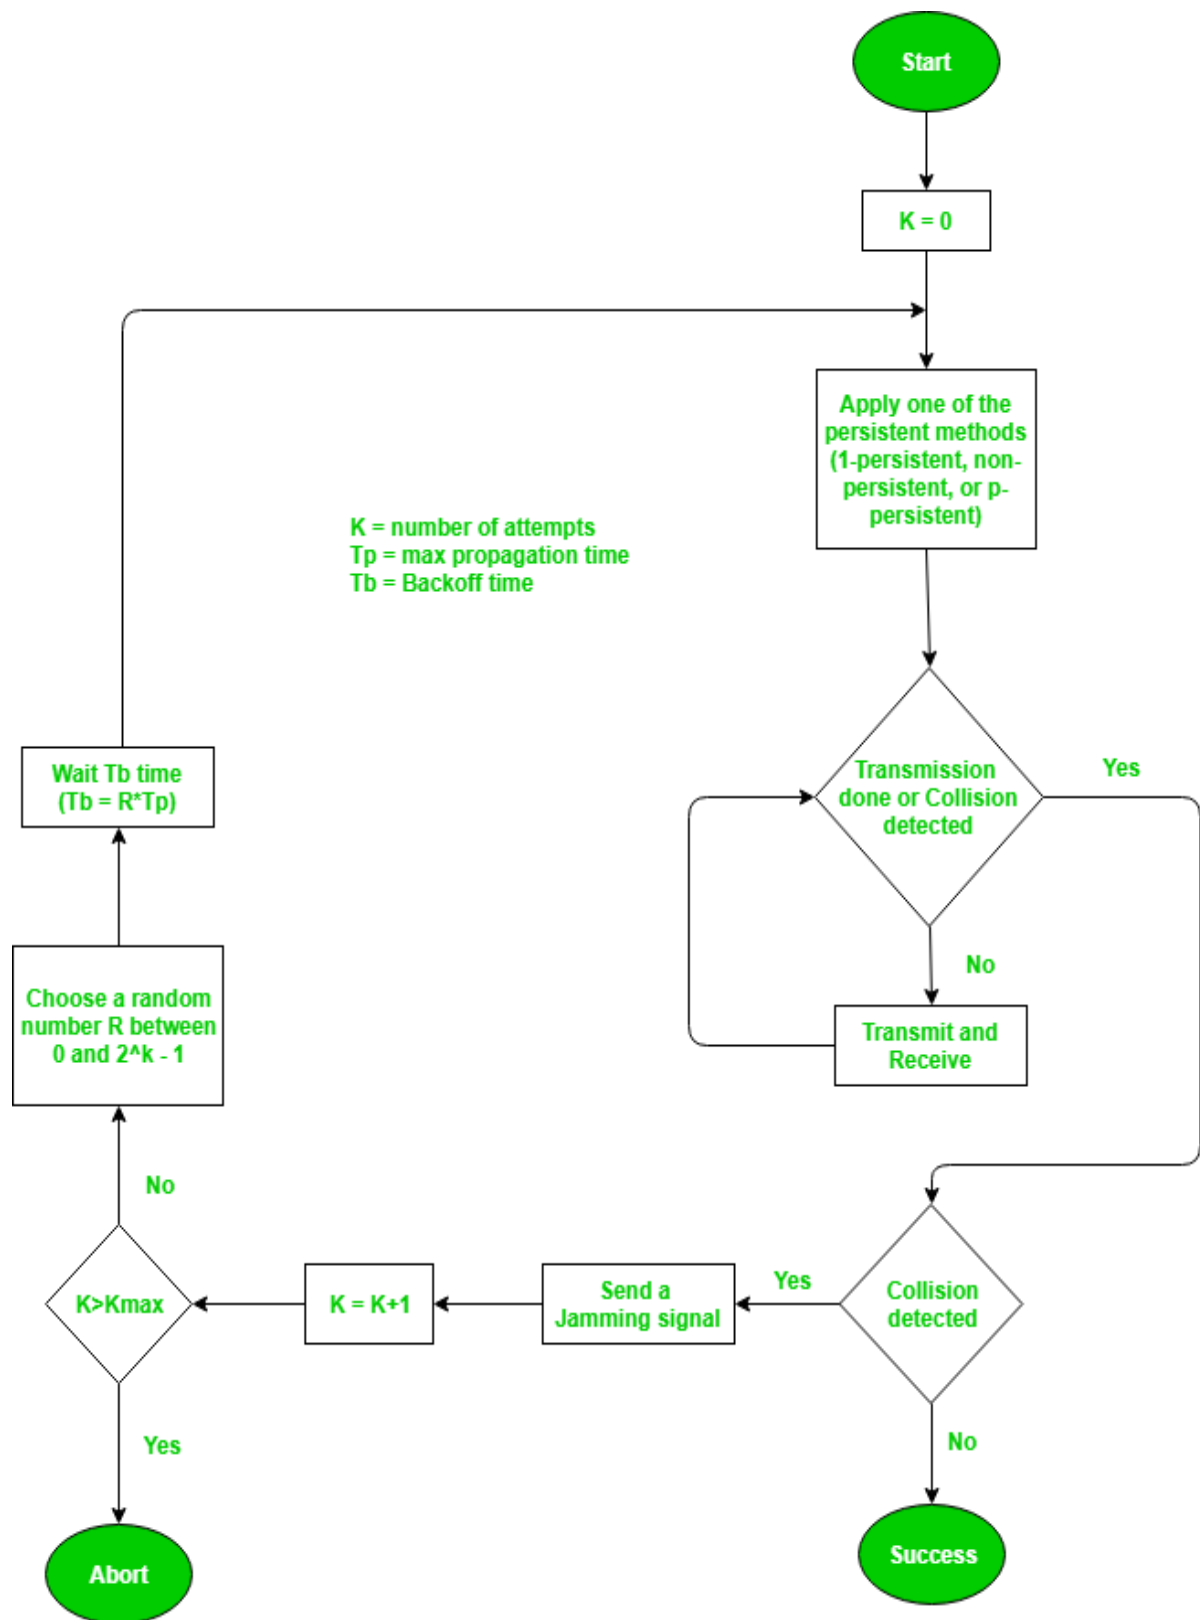 Start
K = 0
Apply one of the
persistent methods
(1-persistent, non-
persistent, or p-
persistent)
K = number of attempts
Tp = max propagation time
Tb = Backoff time
Transmission
done or Collision
detected
Yes
No
Transmit and
Receive
Wait Tb time
(Tb = R*Tp)
Choose a random
number R between
0 and 2^k - 1
No
K>Kmax
K = K+1
Send a
Jamming signal
Yes
Collision
detected
Yes
No
Abort
Success